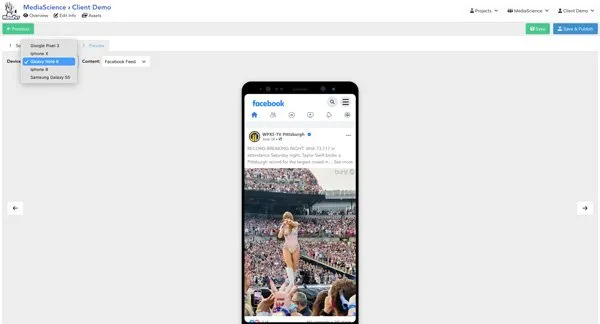 MediaScience › Client Demo
Overview Edit Info Assets
Projects MediaScience Client Demo
Previous
Save Save & Publish
Google Pixel 3
Iphone X
Galaxy Note 8
Iphone 8
Samsung Galaxy S5
Preview
Device Content: Facebook Feed
facebook
WPXI-TV Pittsburgh
RECORD-BREAKING NIGHT: With 73,117 in
attendance Saturday night, Taylor Swift broke a
Pittsburgh record for the largest crowd in... See more